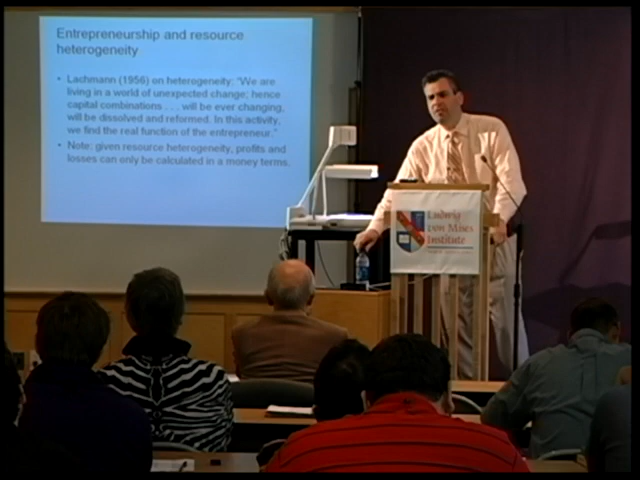 Entrepreneurship and resource
heterogeneity
• Lachmann (1956) on heterogeneity: "We are
living in a world of unexpected change; hence
capital combinations . . . will be ever changing,
will be dissolved and reformed. In this activity,
we find the real function of the entrepreneur."
• Note: given resource heterogeneity, profits and
losses can only be calculated in a money terms.
Ludwig
von Mises
Institute